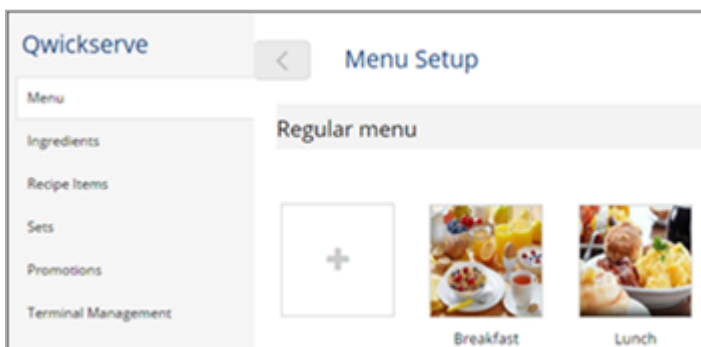 Qwickserve
Menu
Ingredients
Recipe Items
Sets
Promotions
Terminal Management
Menu Setup
Regular menu
Breakfast
Lunch